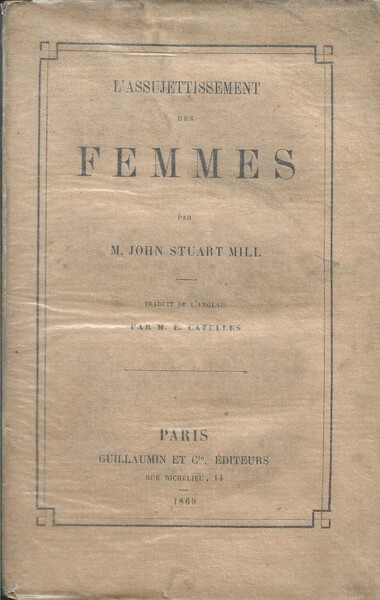 L'ASSUJETTISSEMENT
DES
FEMMES
PAR
M. JOHN STUART MILL
TRADUIT DE L'ANGLAIS
PAR M. E. CAZELLES
PARIS
GUILLAUMIN ET Cie, ÉDITEURS
RUE RICHELIEU, 14
1869